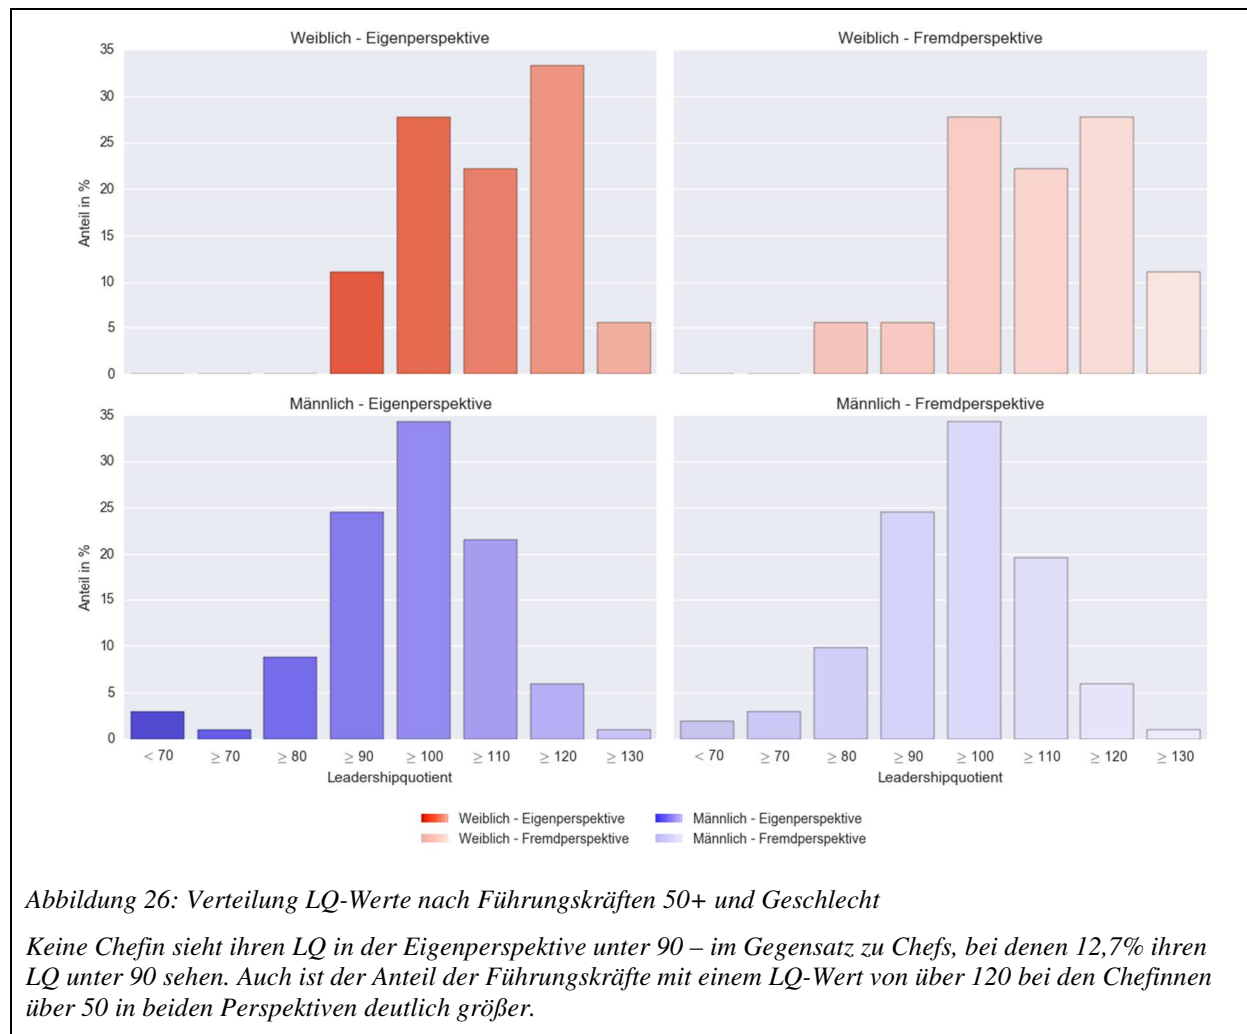 Weiblich - Eigenperspektive
Weiblich - Fremdperspektive
35
30
25
20
15
10
5
0
Anteil in %
Männlich - Eigenperspektive
Männlich - Fremdperspektive
35
30
25
20
15
10
5
0
Anteil in %
< 70 ≥ 70 ≥ 80 ≥ 90 ≥ 100 ≥ 110 ≥ 120 ≥ 130
< 70 ≥ 70 ≥ 80 ≥ 90 ≥ 100 ≥ 110 ≥ 120 ≥ 130
Leadershipquotient
Leadershipquotient
Weiblich - Eigenperspektive
Weiblich - Fremdperspektive
Männlich - Eigenperspektive
Männlich - Fremdperspektive
Abbildung 26: Verteilung LQ-Werte nach Führungskräften 50+ und Geschlecht
Keine Chefin sieht ihren LQ in der Eigenperspektive unter 90 – im Gegensatz zu Chefs, bei denen 12,7% ihren
LQ unter 90 sehen. Auch ist der Anteil der Führungskräfte mit einem LQ-Wert von über 120 bei den Chefinnen
über 50 in beiden Perspektiven deutlich größer.